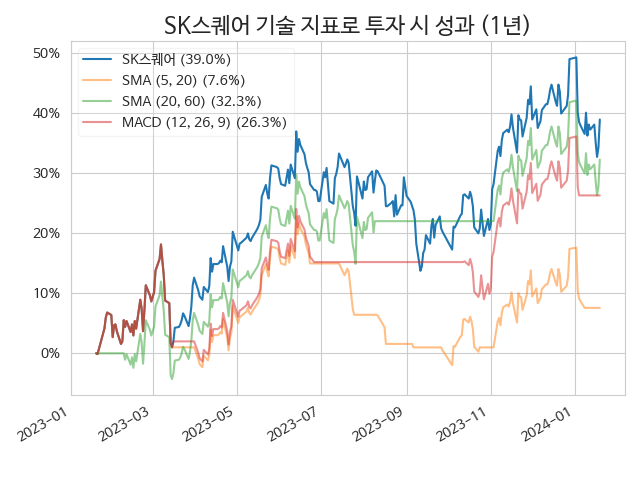 SK스퀘어 기술 지표로 투자 시 성과 (1년)
SK스퀘어 (39.0%)
SMA (5, 20) (7.6%)
SMA (20, 60) (32.3%)
MACD (12, 26, 9) (26.3%)
50%
40%
30%
20%
10%
0%
2023-01
2023-03
2023-05
2023-07
2023-09
2023-11
2024-01